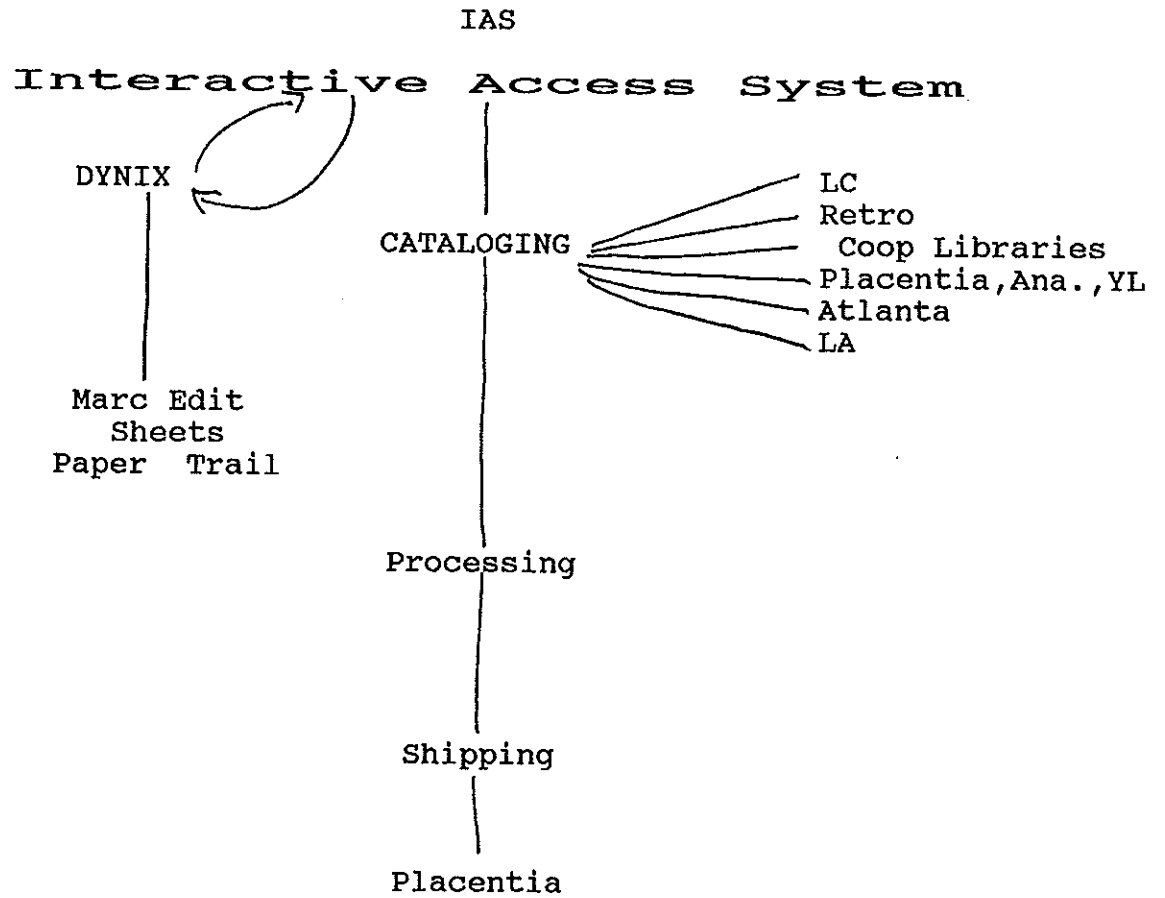 IAS
Interactive Access System
DYNIX
CATALOGING
LC
Retro
Coop Libraries
Placentia,Ana.,YL
Atlanta
LA
Marc Edit
Sheets
Paper Trail
Processing
Shipping
Placentia